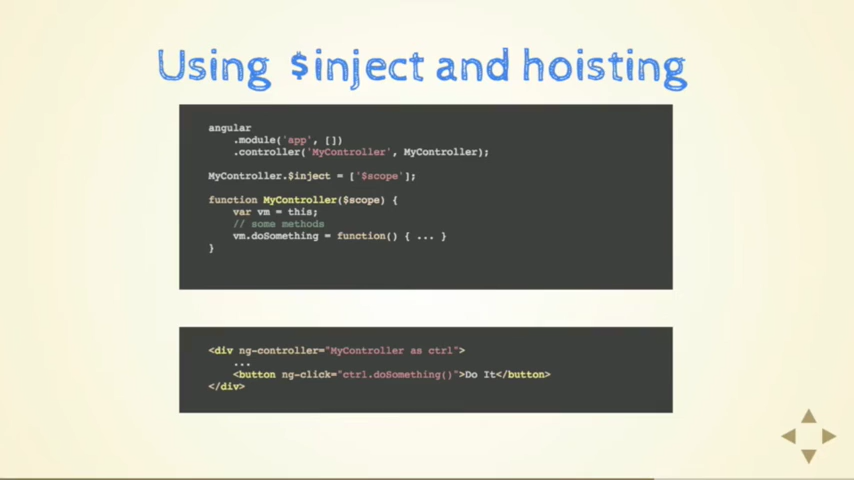 Using $inject and hoisting
angular
.module('app', [])
.controller('MyController', MyController);
MyController.$inject = ['$scope'];
function MyController($scope) {
var vm = this;
// some methods
vm.doSomething = function() { ... }
}
<div ng-controller="MyController as ctrl">
...
<button ng-click="ctrl.doSomething()">Do It</button>
</div>